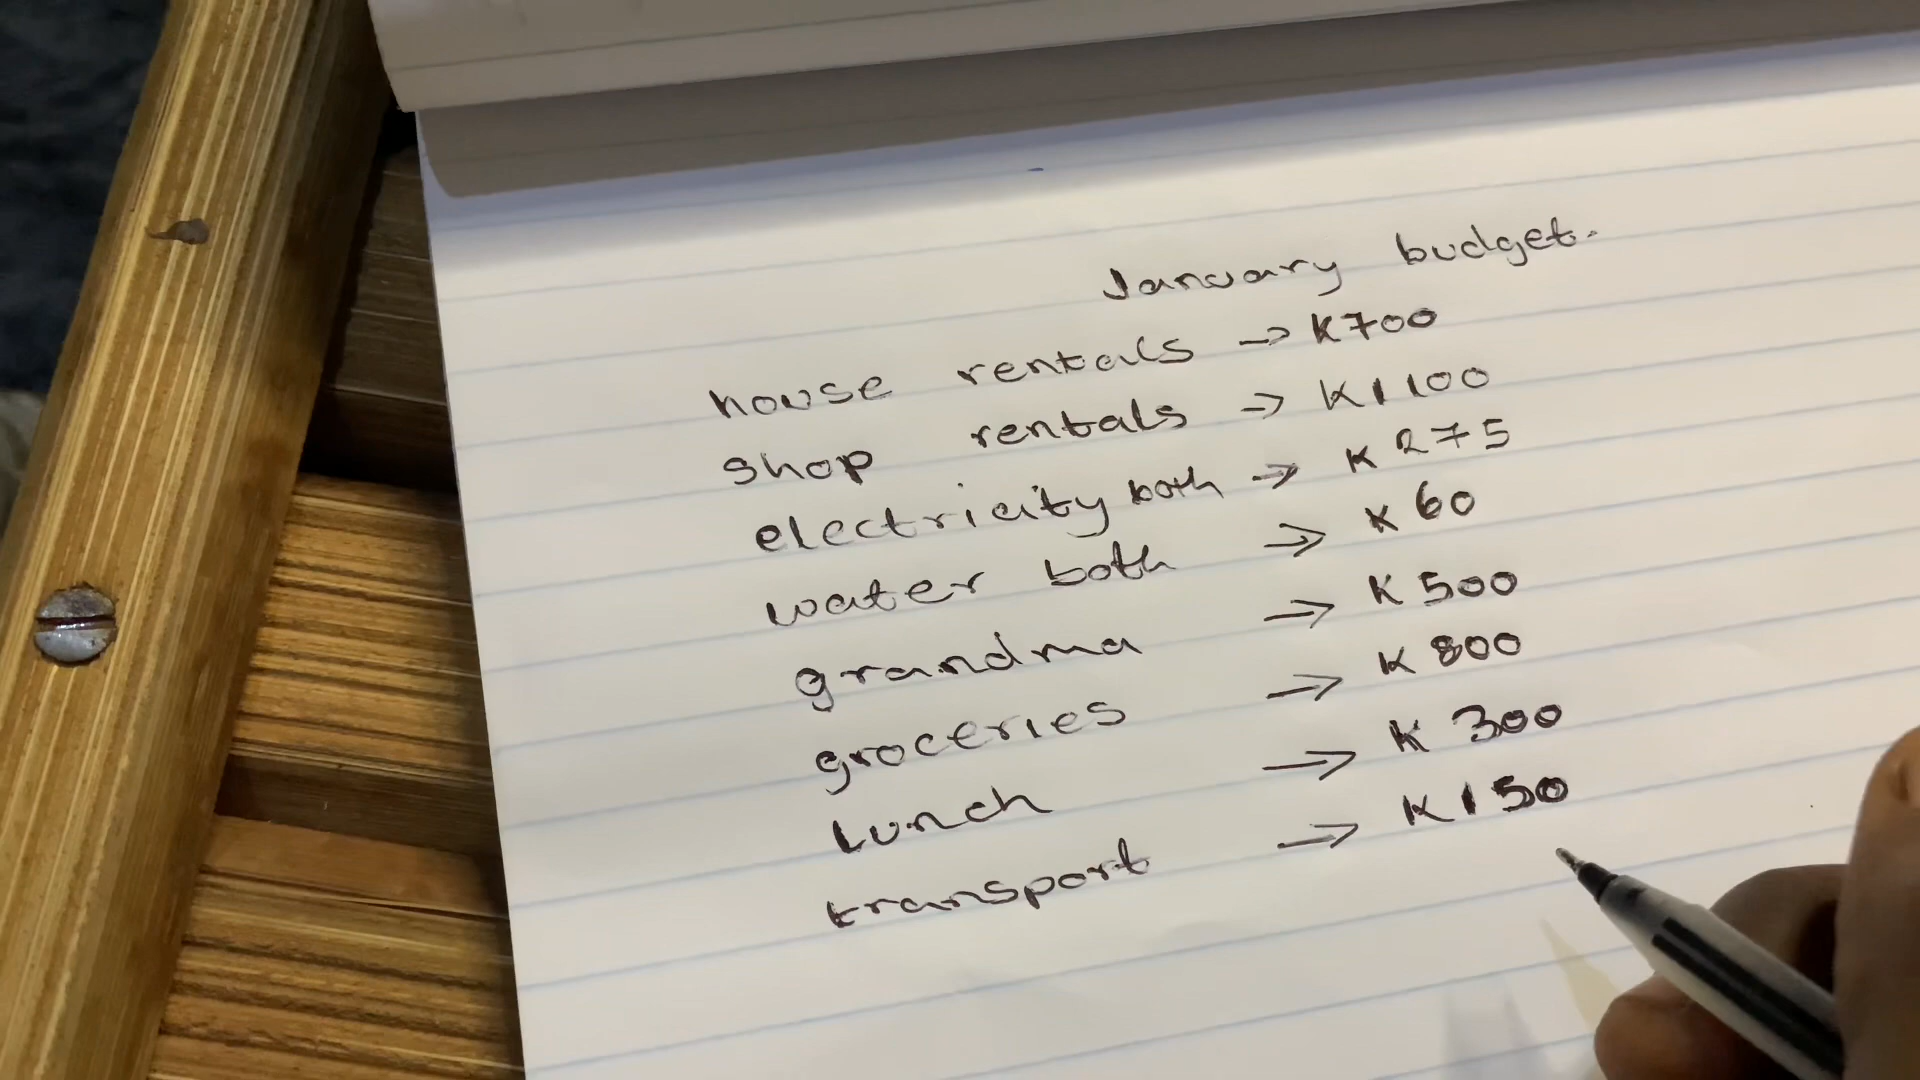 January budget.
house rentals → K700
shop rentals → K1100
electricity both → K275
water both → K60
grandma → K500
groceries → K800
Lunch → K300
transport → K150